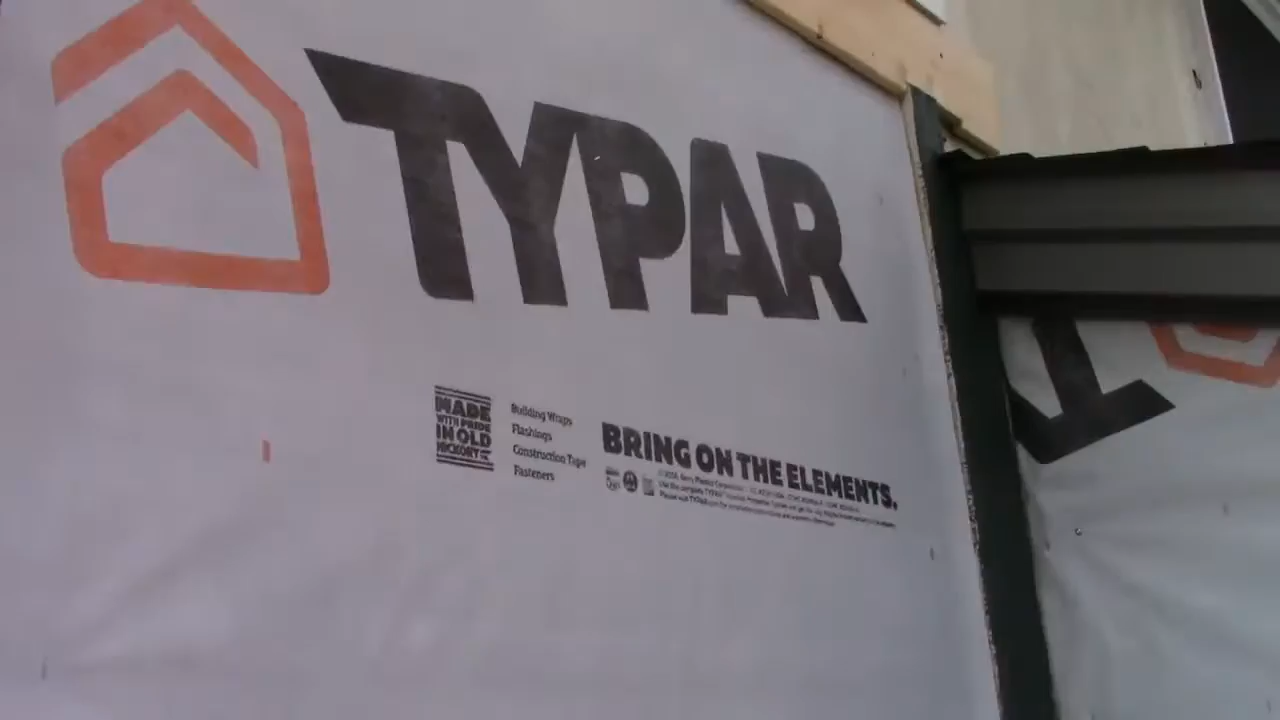 TYPAR
MADE
WITH PRIDE
IN OLD
HICKORY
Building Wraps
Flashings
Construction Tape
Fasteners
BRING ON THE ELEMENTS.